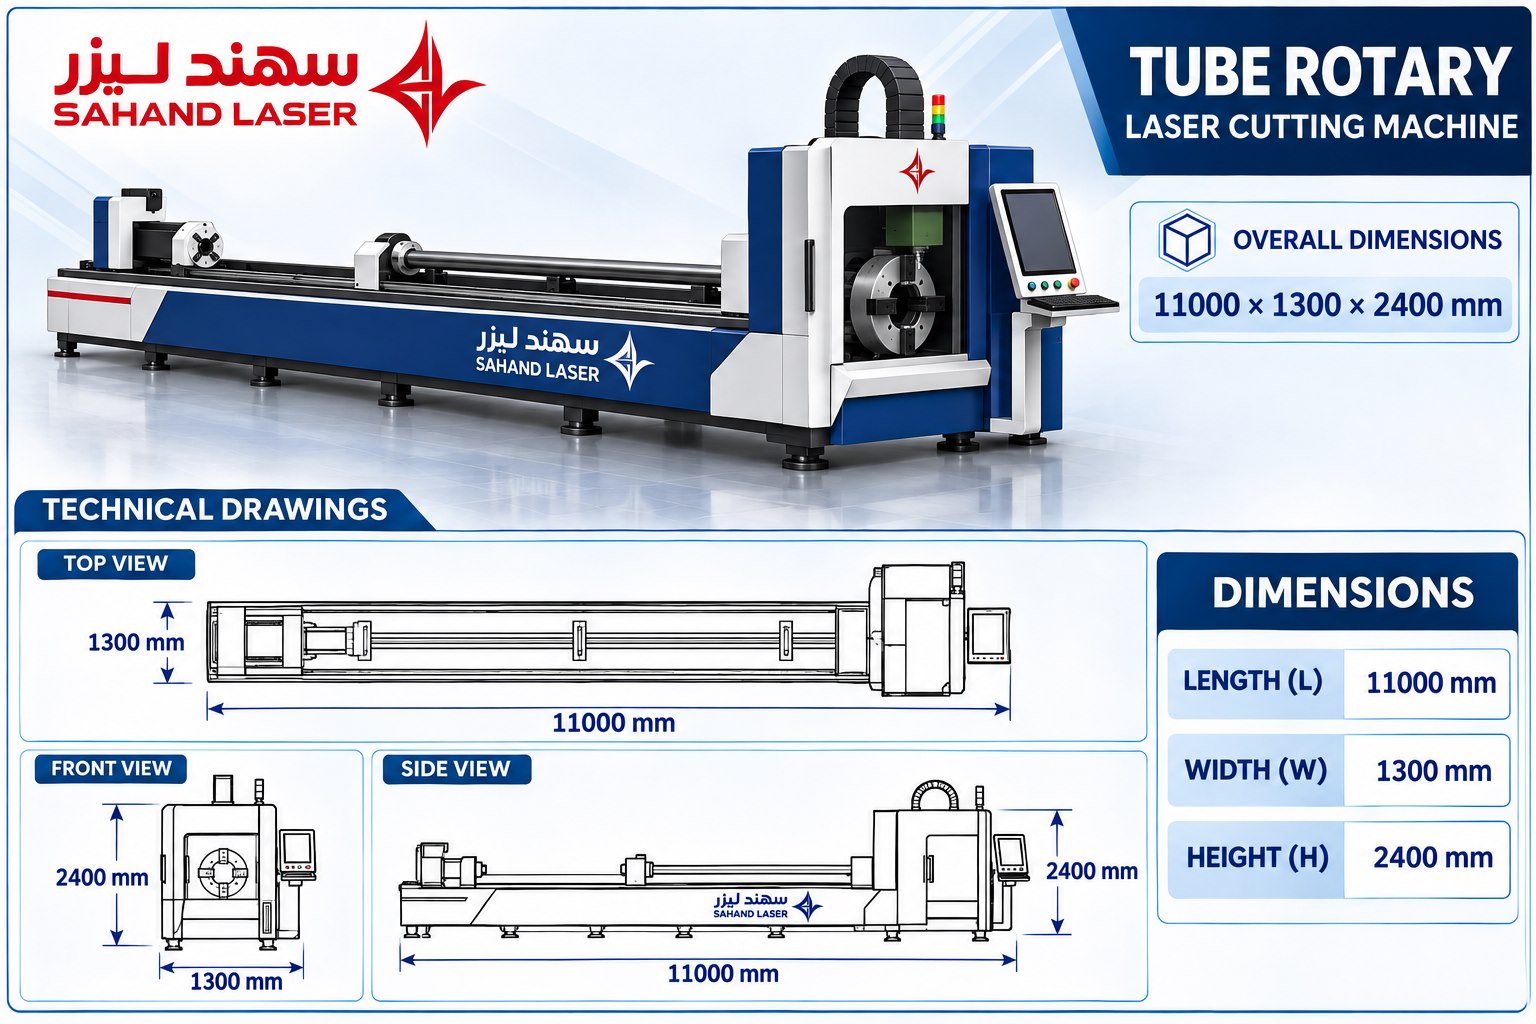 سهند لیزر
SAHAND LASER
TUBE ROTARY
LASER CUTTING MACHINE
OVERALL DIMENSIONS
11000 × 1300 × 2400 mm
سهند لیزر
SAHAND LASER
TECHNICAL DRAWINGS
TOP VIEW
1300 mm
11000 mm
FRONT VIEW
2400 mm
1300 mm
SIDE VIEW
سهند لیزر
SAHAND LASER
2400 mm
11000 mm
DIMENSIONS
LENGTH (L) 11000 mm
WIDTH (W) 1300 mm
HEIGHT (H) 2400 mm